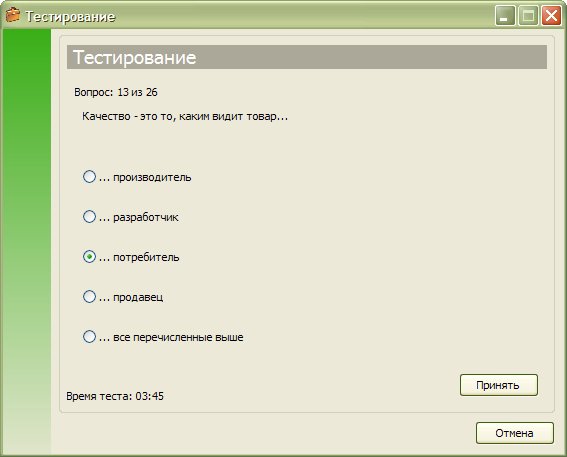 Тестирование
Тестирование
Вопрос: 13 из 26
Качество - это то, каким видит товар...
... производитель
... разработчик
... потребитель
... продавец
... все перечисленные выше
Принять
Время теста: 03:45
Отмена